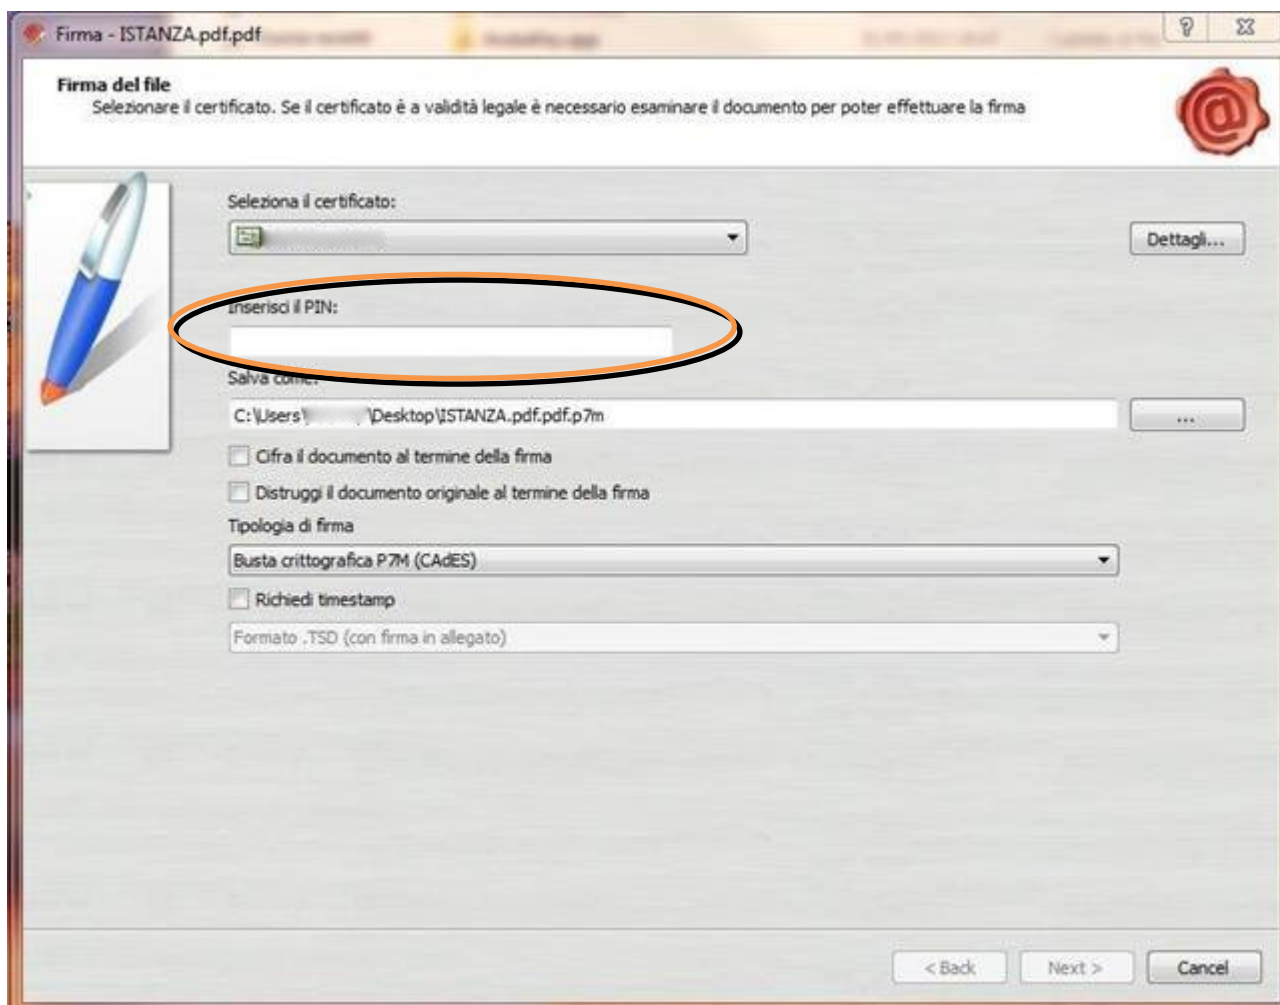 Firma - ISTANZA.pdf.pdf
Firma del file
Selezionare il certificato. Se il certificato è a validità legale è necessario esaminare il documento per poter effettuare la firma
Seleziona il certificato:
Dettagli...
Inserisci il PIN:
Salva come:
C:\Users\ \Desktop\ISTANZA.pdf.pdf.p7m
...
Cifra il documento al termine della firma
Distruggi il documento originale al termine della firma
Tipologia di firma
Busta crittografica P7M (CAdES)
Richiedi timestamp
Formato .TSD (con firma in allegato)
< Back
Next >
Cancel